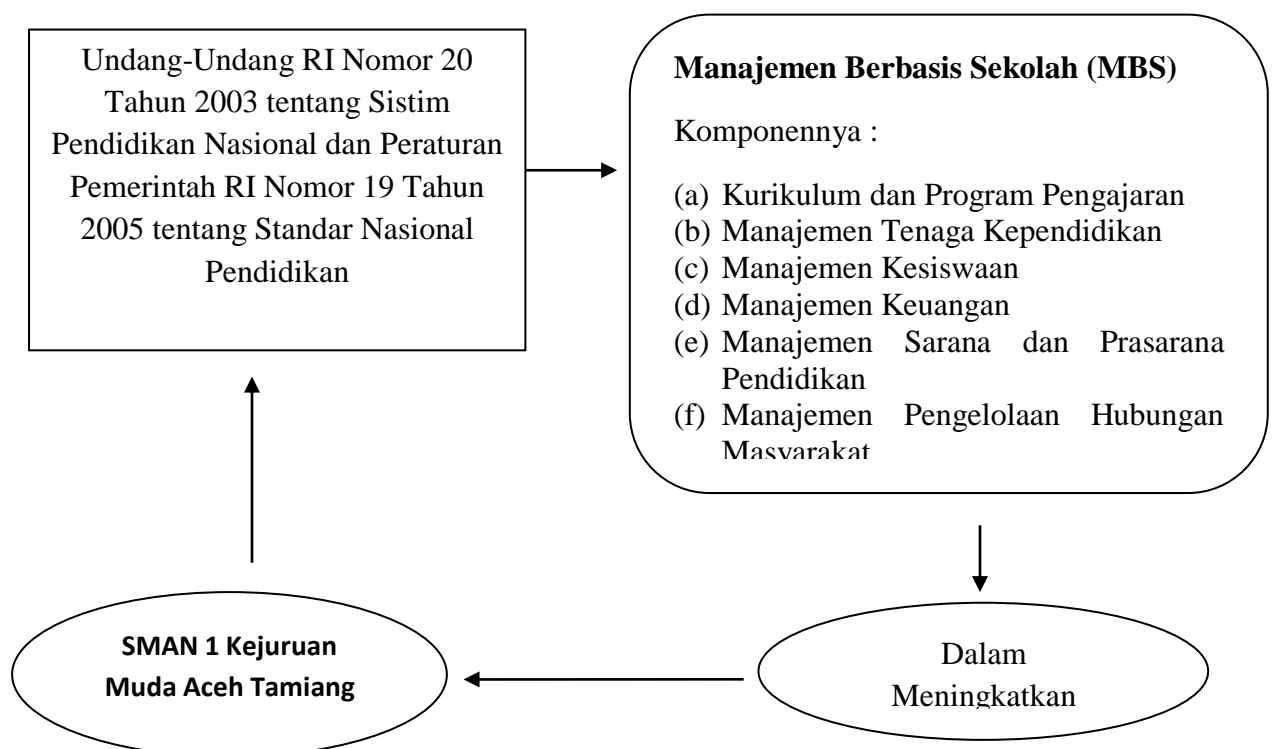 Undang-Undang RI Nomor 20
Tahun 2003 tentang Sistim
Pendidikan Nasional dan Peraturan
Pemerintah RI Nomor 19 Tahun
2005 tentang Standar Nasional
Pendidikan
Manajemen Berbasis Sekolah (MBS)
Komponennya :
(a) Kurikulum dan Program Pengajaran
(b) Manajemen Tenaga Kependidikan
(c) Manajemen Kesiswaan
(d) Manajemen Keuangan
(e) Manajemen Sarana dan Prasarana
Pendidikan
(f) Manajemen Pengelolaan Hubungan
Masyarakat
SMAN 1 Kejuruan
Muda Aceh Tamiang
Dalam
Meningkatkan